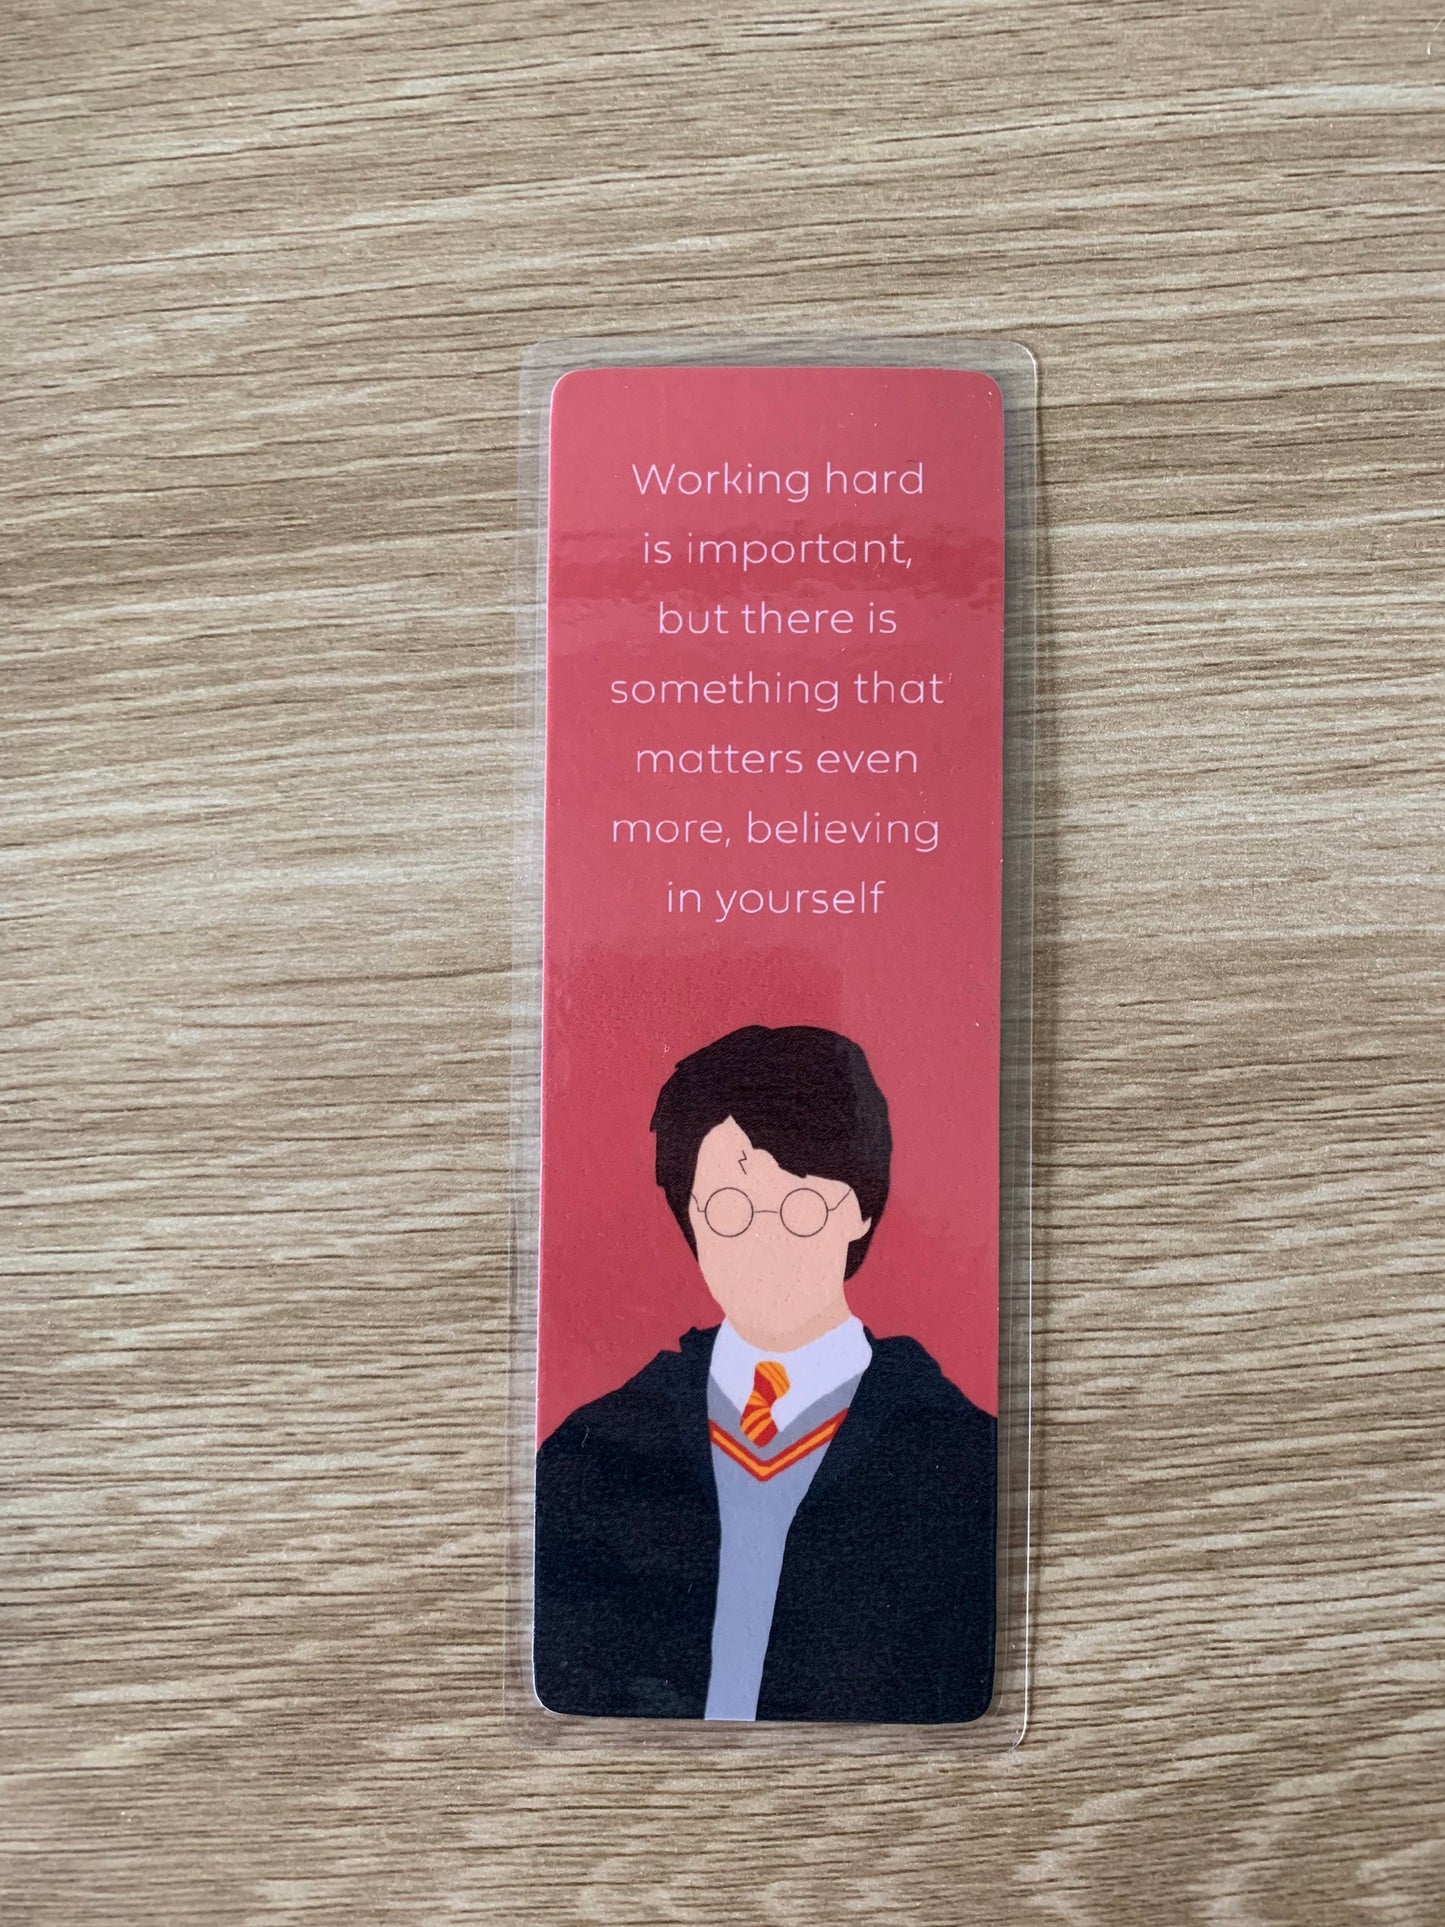 Working hard
is important,
but there is
something that
matters even
more, believing
in yourself